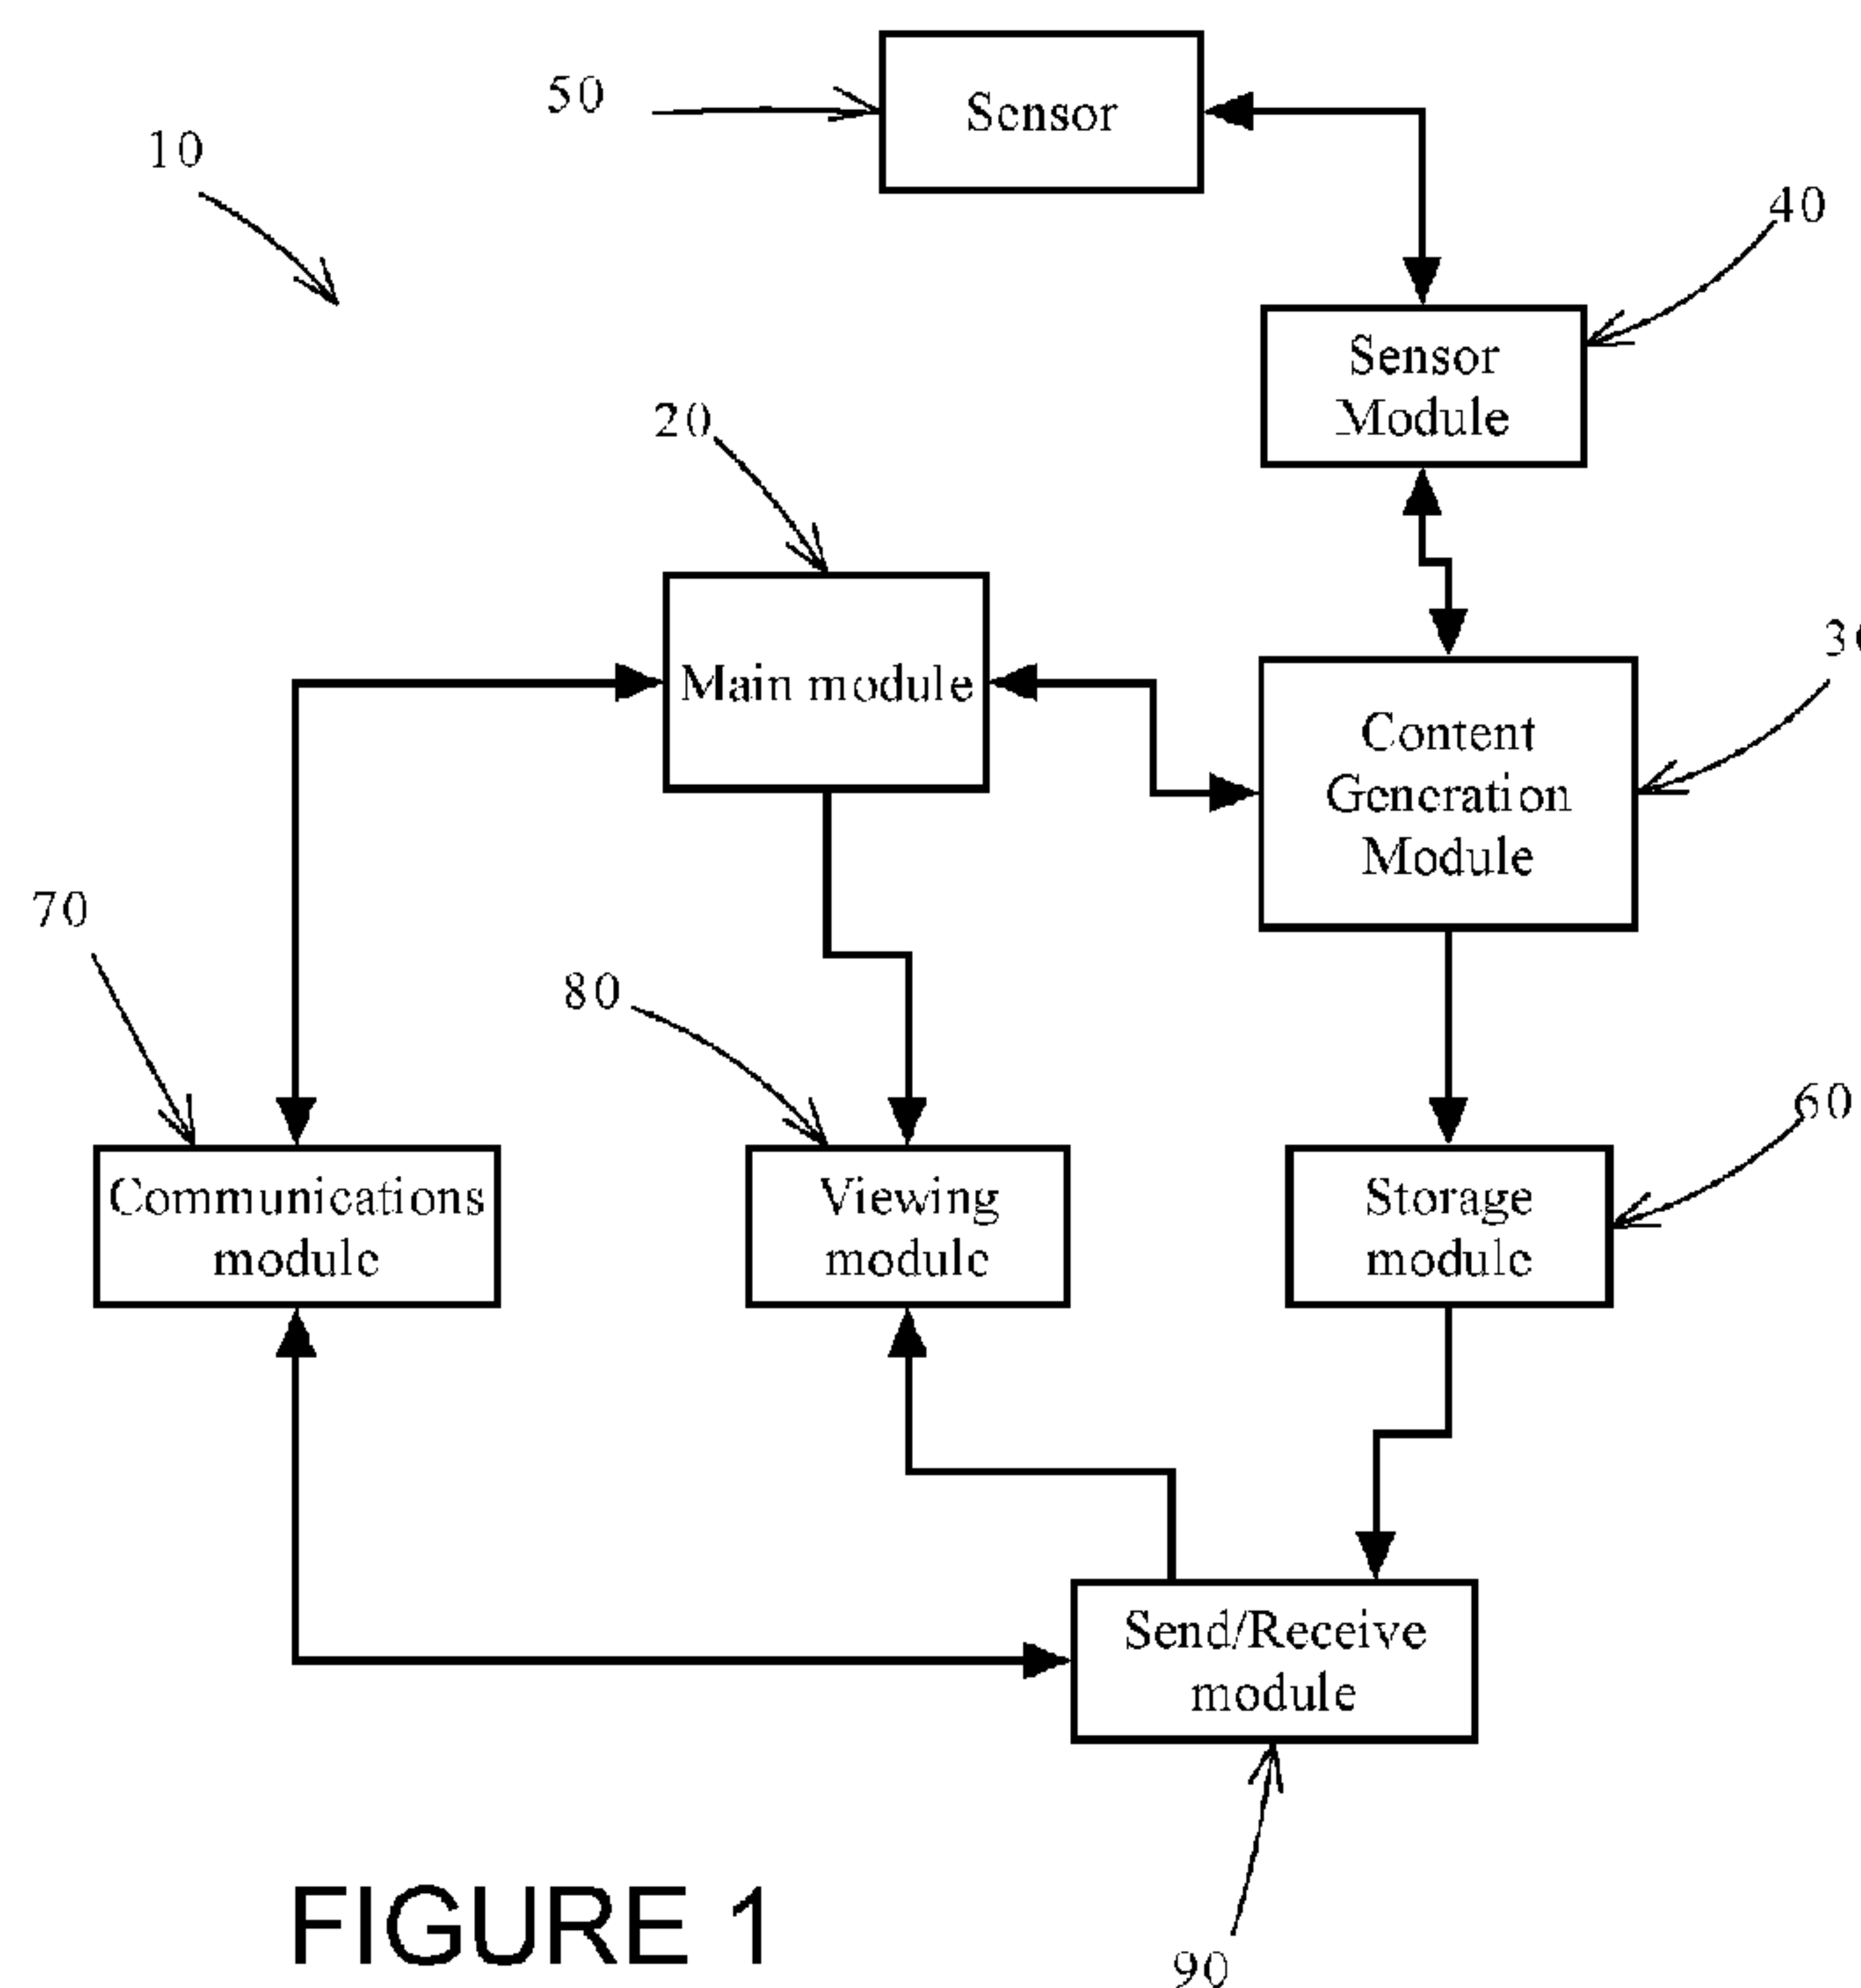 50
Sensor
10
40
Sensor
Module
20
Main module
Content
Generation
Module
70
80
60
Communications
module
Viewing
module
Storage
module
Send/Receive
module
FIGURE 1
90